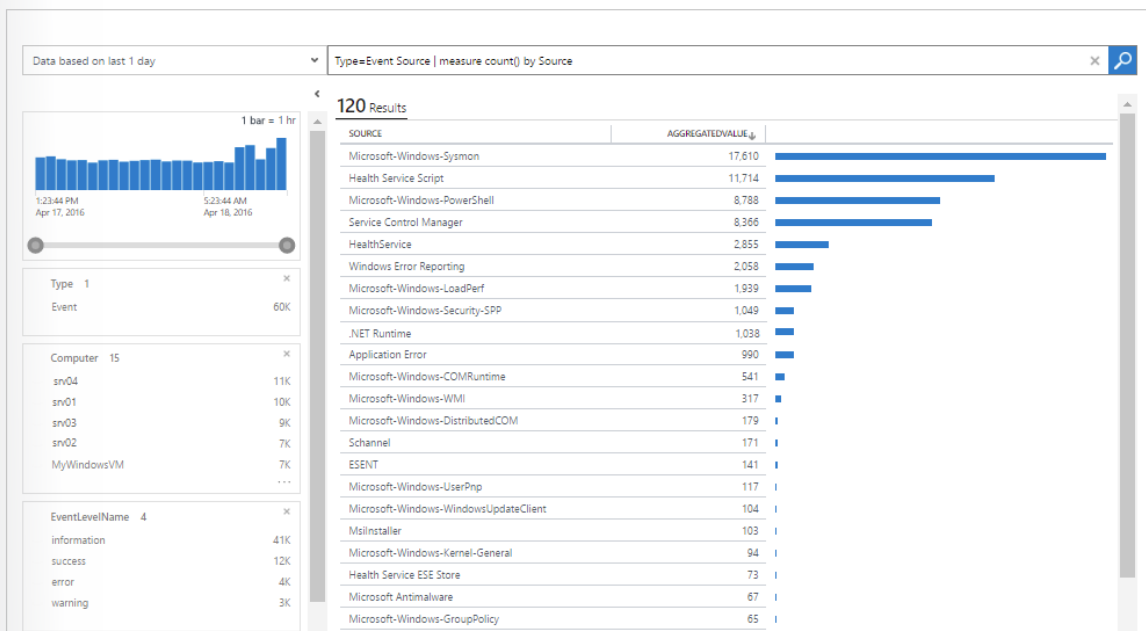 Data based on last 1 day
Type=Event Source | measure count() by Source
1 bar = 1 hr
1:23:44 PM
Apr 17, 2016
5:23:44 AM
Apr 18, 2016
Type 1
Event 60K
Computer 15
srv04 11K
srv01 10K
srv03 9K
srv02 7K
MyWindowsVM 7K
...
EventLevelName 4
information 41K
success 12K
error 4K
warning 3K
120 Results
SOURCE AGGREGATEDVALUE
Microsoft-Windows-Sysmon 17,610
Health Service Script 11,714
Microsoft-Windows-PowerShell 8,788
Service Control Manager 8,366
HealthService 2,855
Windows Error Reporting 2,058
Microsoft-Windows-LoadPerf 1,939
Microsoft-Windows-Security-SPP 1,049
.NET Runtime 1,038
Application Error 990
Microsoft-Windows-COMRuntime 541
Microsoft-Windows-WMI 317
Microsoft-Windows-DistributedCOM 179
Schannel 171
ESENT 141
Microsoft-Windows-UserPnp 117
Microsoft-Windows-WindowsUpdateClient 104
MsiInstaller 103
Microsoft-Windows-Kernel-General 94
Health Service ESE Store 73
Microsoft Antimalware 67
Microsoft-Windows-GroupPolicy 65